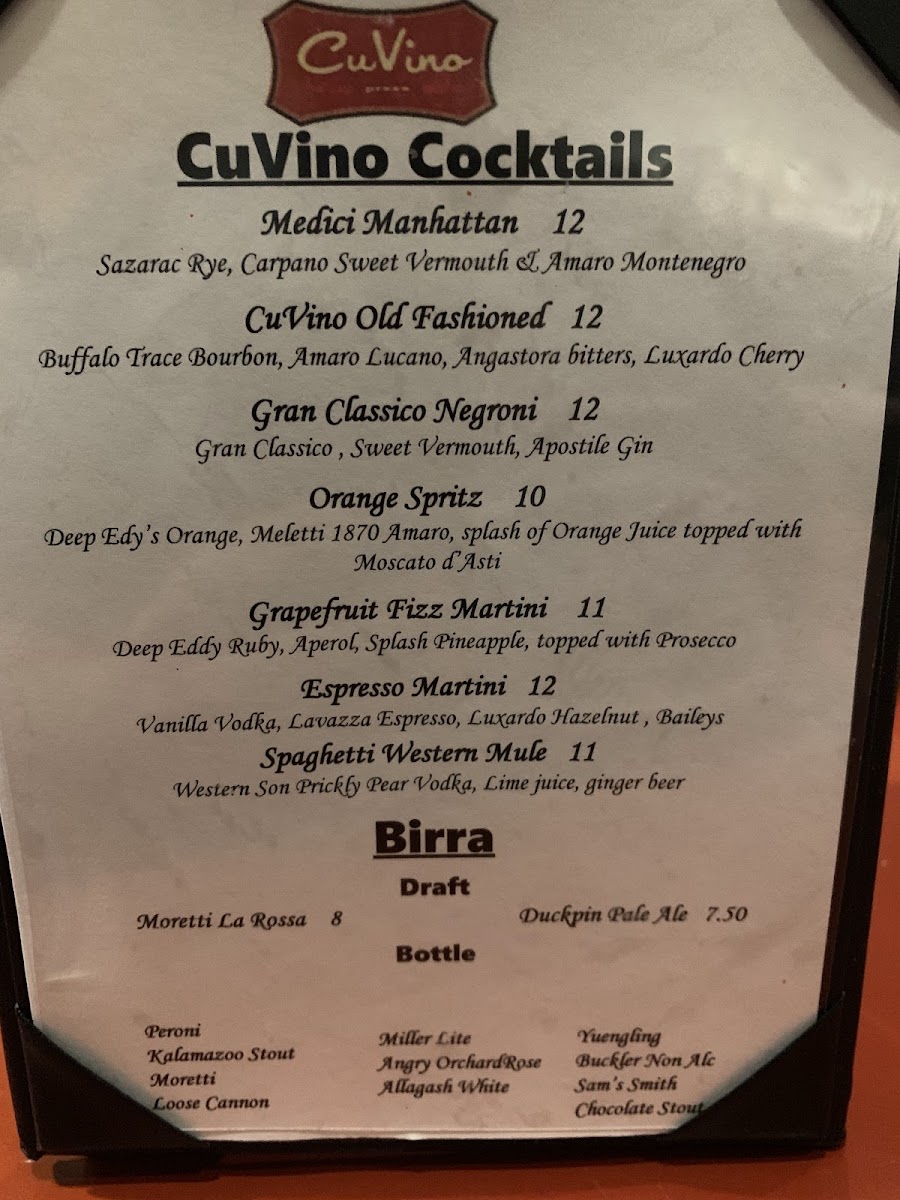 CuVino
CuVino Cocktails
Medici Manhattan 12
Sazarac Rye, Carpano Sweet Vermouth & Amaro Montenegro
CuVino Old Fashioned 12
Buffalo Trace Bourbon, Amaro Lucano, Angastora bitters, Luxardo Cherry
Gran Classico Negroni 12
Gran Classico , Sweet Vermouth, Apostile Gin
Orange Spritz 10
Deep Edy's Orange, Meletti 1870 Amaro, splash of Orange Juice topped with
Moscato d'Asti
Grapefruit Fizz Martini 11
Deep Eddy Ruby, Aperol, Splash Pineapple, topped with Prosecco
Espresso Martini 12
Vanilla Vodka, Lavazza Espresso, Luxardo Hazelnut , Baileys
Spaghetti Western Mule 11
Western Son Prickly Pear Vodka, Lime juice, ginger beer
Birra
Draft
Moretti La Rossa 8 Duckpin Pale Ale 7.50
Bottle
Peroni
Kalamazoo Stout
Moretti
Loose Cannon
Miller Lite
Angry OrchardRose
Allagash White
Yuengling
Buckler Non Alc
Sam's Smith
Chocolate Stout